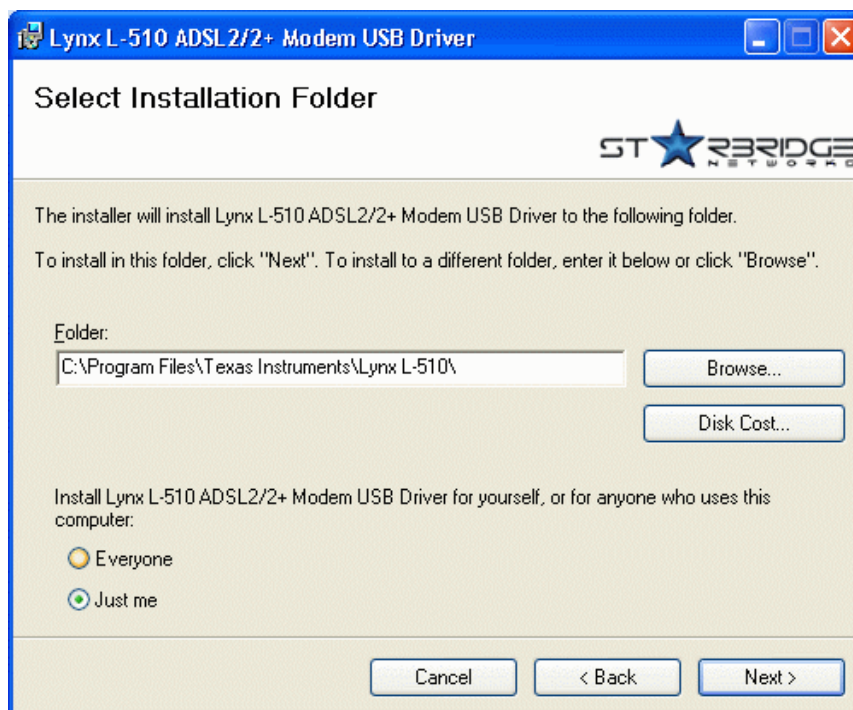 Lynx L-510 ADSL2/2+ Modem USB Driver
Select Installation Folder
ST★RBRIDGE
NETWORKS
The installer will install Lynx L-510 ADSL2/2+ Modem USB Driver to the following folder.
To install in this folder, click "Next". To install to a different folder, enter it below or click "Browse".
Folder:
C:\Program Files\Texas Instruments\Lynx L-510\
Browse...
Disk Cost...
Install Lynx L-510 ADSL2/2+ Modem USB Driver for yourself, or for anyone who uses this
computer:
Everyone
Just me
Cancel
< Back
Next >